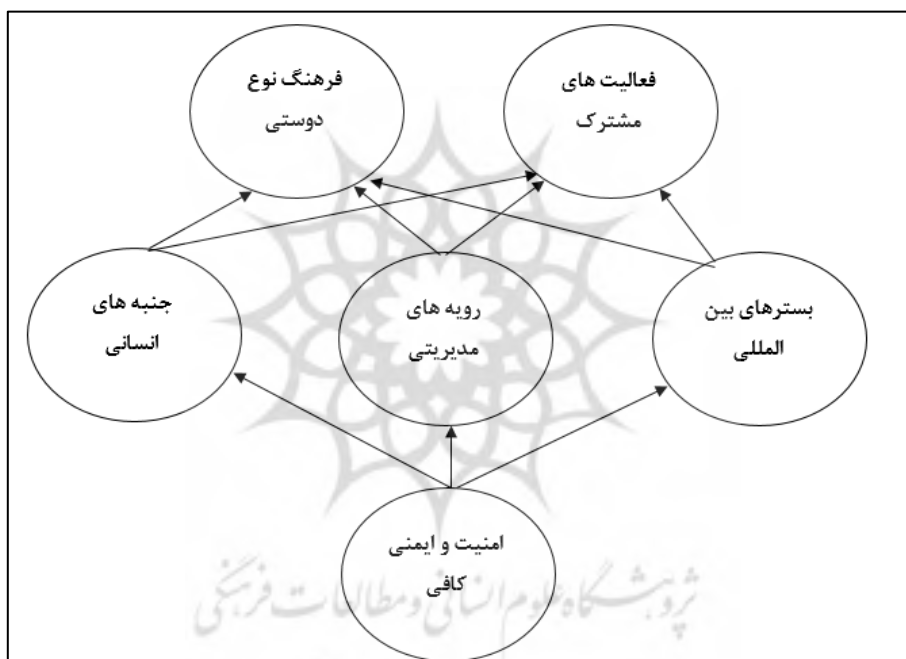 فرهنگ نوع
دوستی
فعالیت های
مشترک
جنبه های
انسانی
رویه های
مدیریتی
بسترهای بین
المللی
امنیت و ایمنی
کافی
پژوهشگاه علوم انسانی و مطالعات فرهنگی